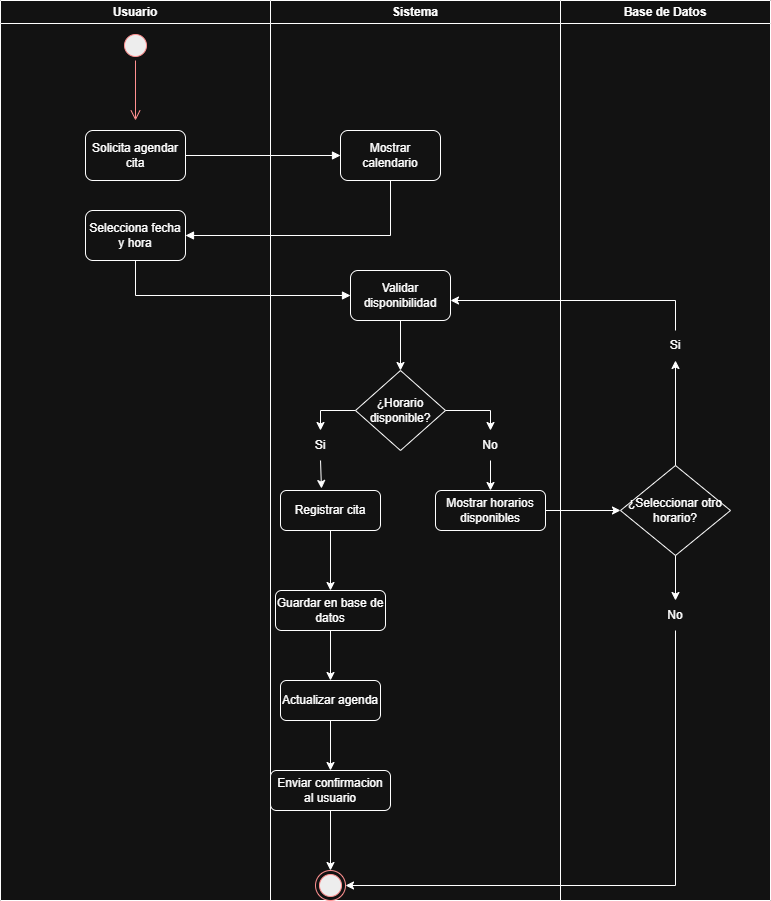 Usuario
Sistema
Base de Datos
Solicita agendar
cita
Mostrar
calendario
Selecciona fecha
y hora
Validar
disponibilidad
Si
¿Horario
disponible?
Si
No
Registrar cita
Mostrar horarios
disponibles
¿Seleccionar otro
horario?
Guardar en base de
datos
No
Actualizar agenda
Enviar confirmacion
al usuario